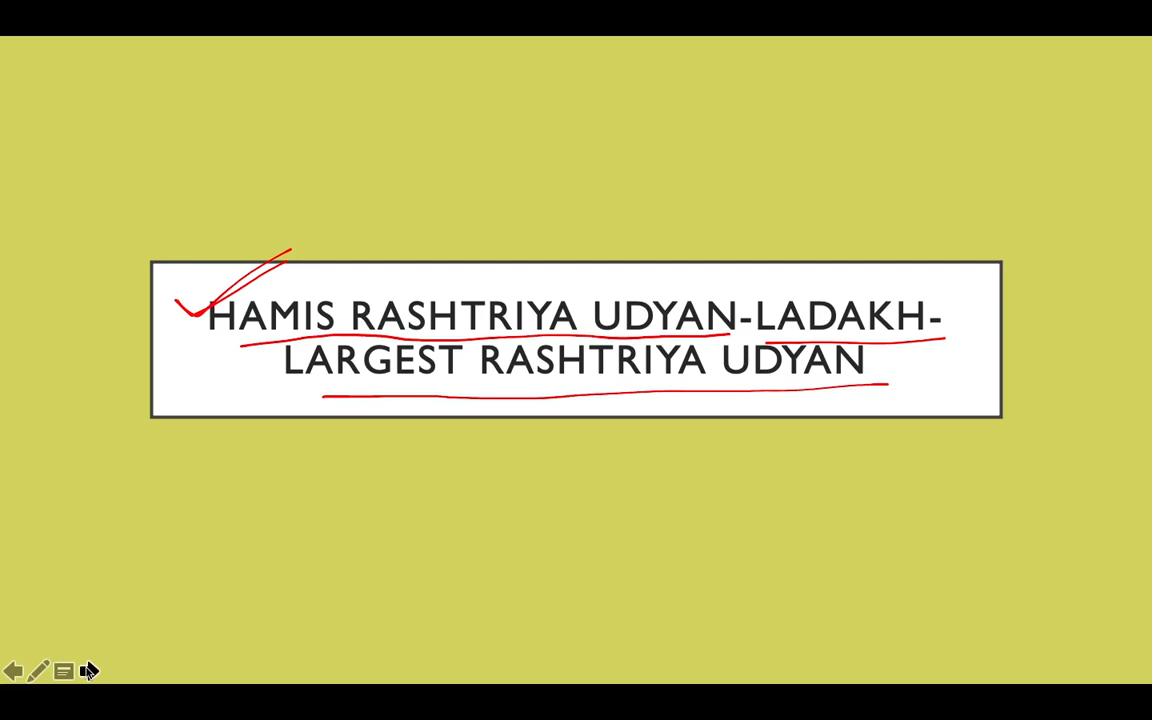 HAMIS RASHTRIYA UDYAN-LADAKH-
LARGEST RASHTRIYA UDYAN